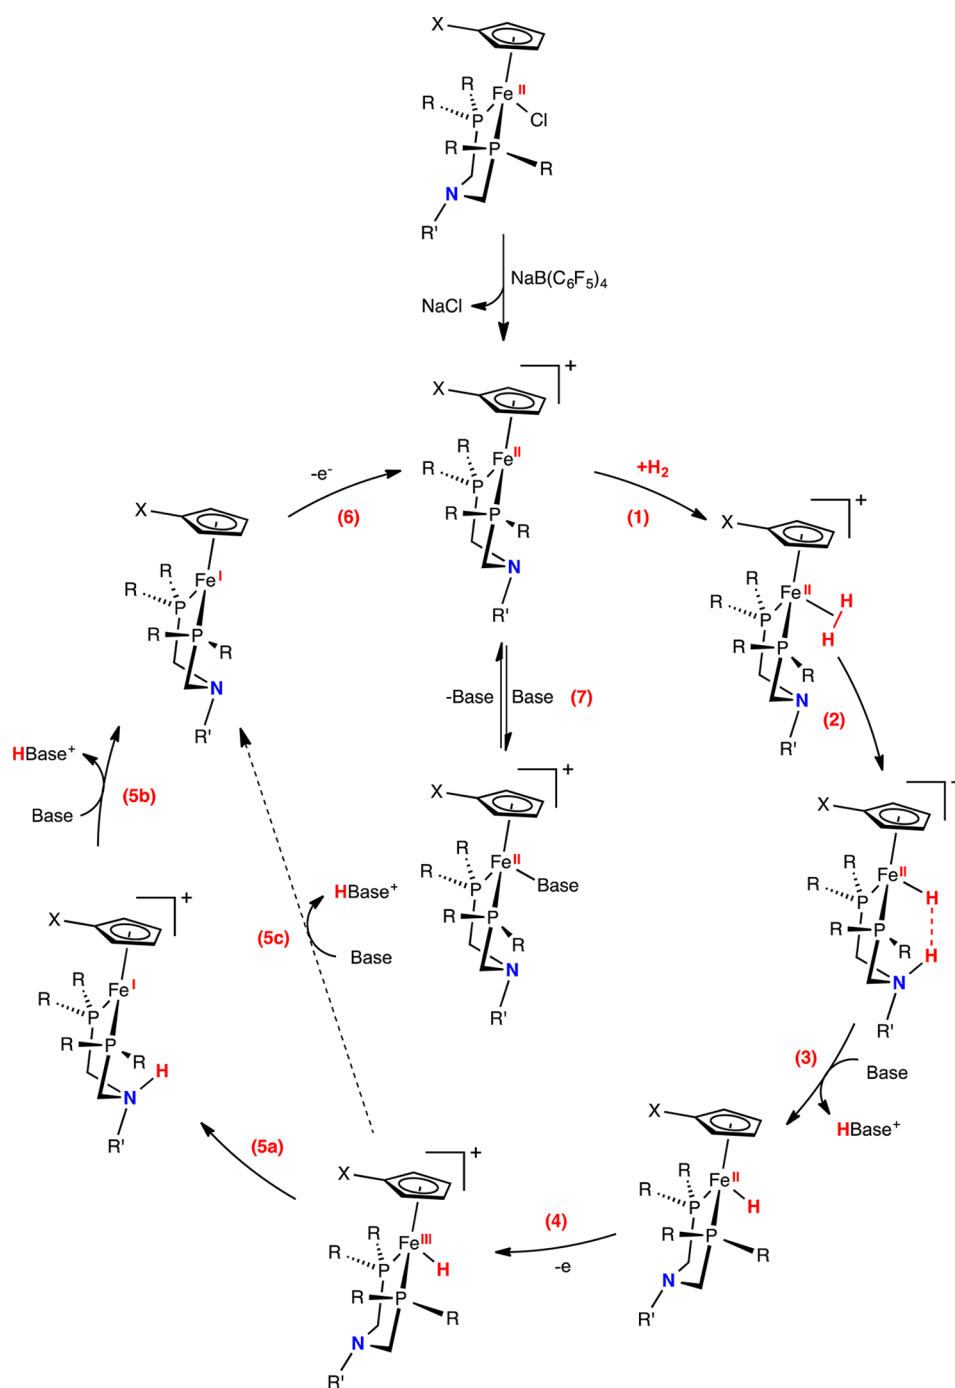 X
Fe II
R
R
P
Cl
R
P
R
N
R'
NaB(C6F5)4
NaCl
+
X
R
Fe II
R
P
R
P
R
N
R'
-e-
(6)
+H2
(1)
X
Fe I
R
R
P
R
P
R
N
R'
+
X
Fe II
H
R
R
P
H
P
R
R
N
R'
(2)
-Base
Base
(7)
HBase+
Base
(5b)
+
X
Fe II
Base
R
R
P
R
P
R
N
R'
X
Fe II
H
R
R
P
R
P
R
H
N
R'
(3)
Base
HBase+
(5c)
HBase+
Base
+
X
Fe I
R
R
P
R
P
R
H
N
R'
(5a)
+
X
Fe III
R
R
P
H
R
P
R
N
R'
(4)
-e
X
Fe II
R
R
P
H
R
P
R
N
R'